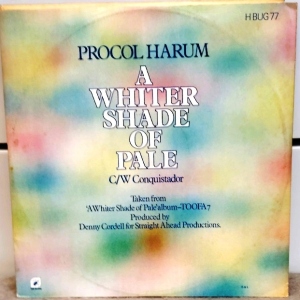 H BUG 77
PROCOL HARUM
A
WHITER
SHADE
OF
PALE
C/W Conquistador
Taken from
'A Whiter Shade of Pale' album–TOOFA 7
Produced by
Denny Cordell for Straight Ahead Productions.